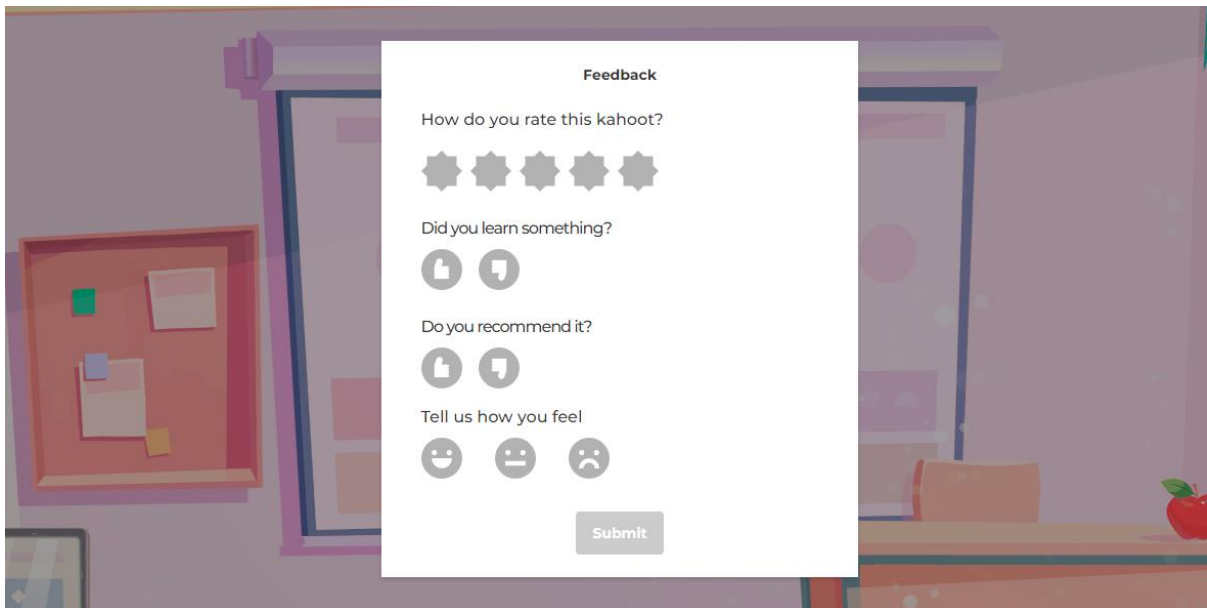 Feedback
How do you rate this kahoot?
Did you learn something?
Do you recommend it?
Tell us how you feel
Submit